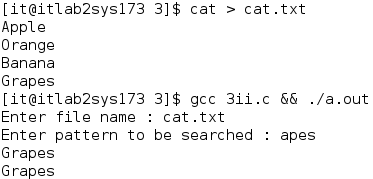 [it@itlab2sys173 3]$ cat > cat.txt
Apple
Orange
Banana
Grapes
[it@itlab2sys173 3]$ gcc 3ii.c && ./a.out
Enter file name : cat.txt
Enter pattern to be searched : apes
Grapes
Grapes